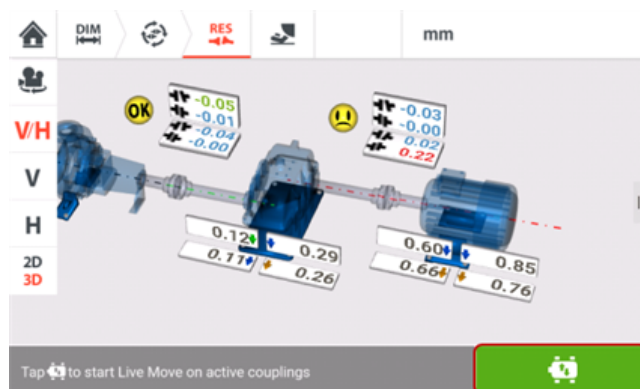 DIM
RES
mm
V/H
V
H
2D
3D
OK
-0.05
-0.01
-0.04
-0.00
-0.03
-0.00
0.02
0.22
0.12
0.29
0.11
0.26
0.60
0.85
0.66
0.76
Tap to start Live Move on active couplings